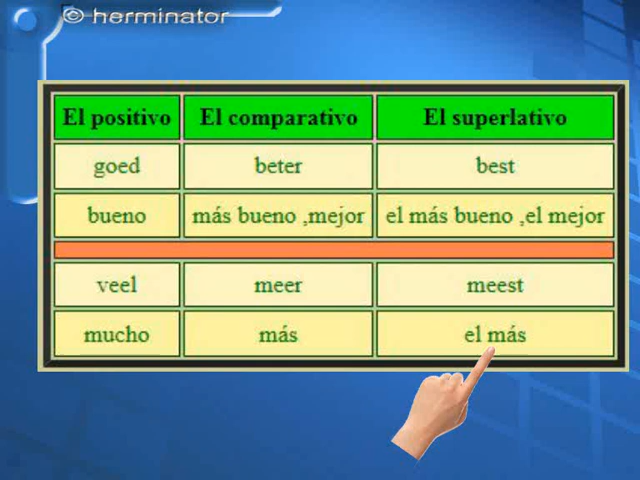 © herminator
El positivo El comparativo El superlativo
goed beter best
bueno más bueno ,mejor el más bueno ,el mejor
veel meer meest
mucho más el más